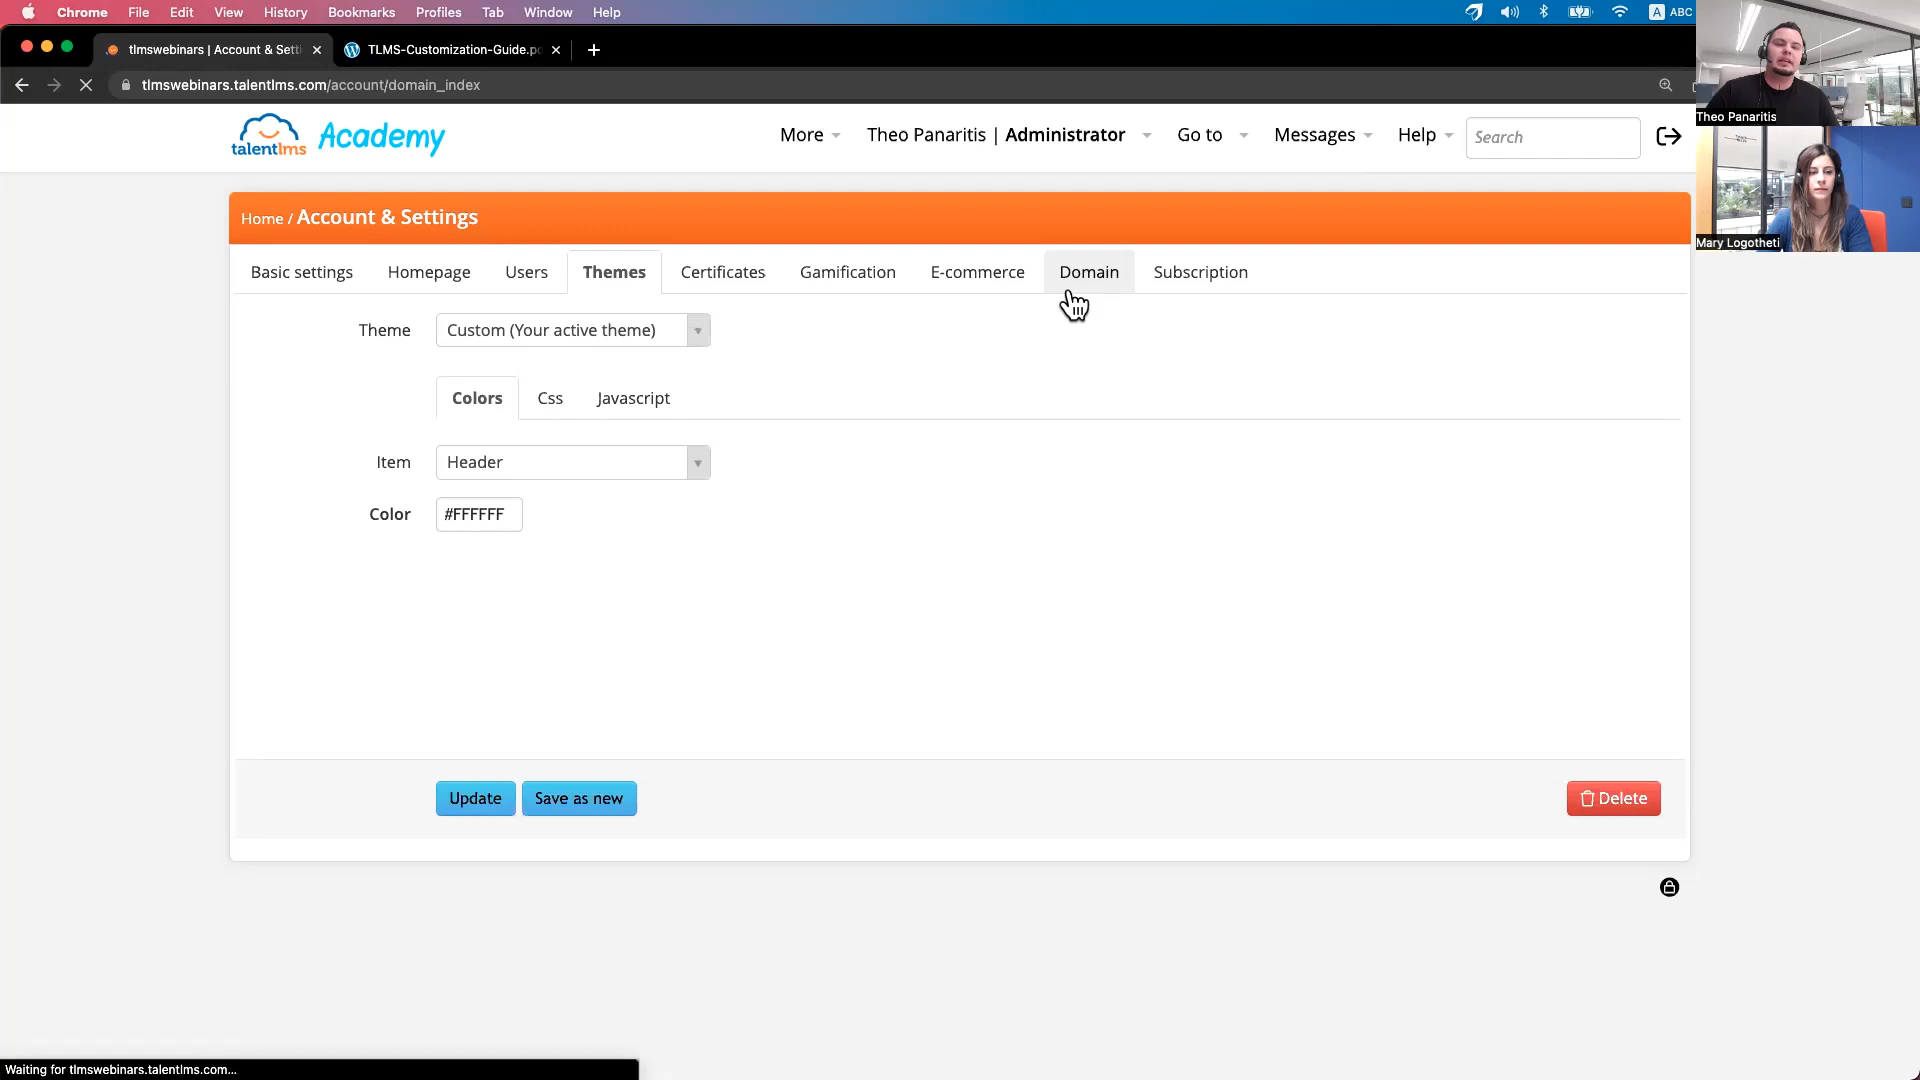 Chrome File Edit View History Bookmarks Profiles Tab Window Help
A ABC
tlmswebinars | Account & Setti
TLMS-Customization-Guide.pd
tlmswebinars.talentlms.com/account/domain_index
talentlms Academy
More Theo Panaritis | Administrator Go to Messages Help Search
Theo Panaritis
Mary Logotheti
Home / Account & Settings
Basic settings Homepage Users Themes Certificates Gamification E-commerce Domain Subscription
Theme Custom (Your active theme)
Colors Css Javascript
Item Header
Color #FFFFFF
Update Save as new Delete
Waiting for tlmswebinars.talentlms.com...